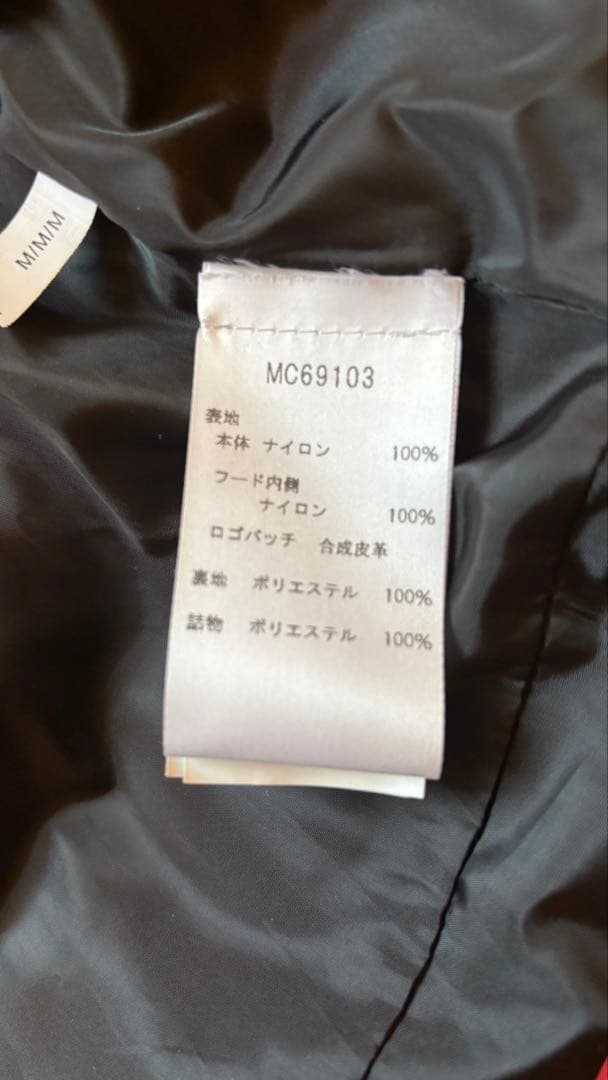 M/M/M
MC69103
表地
本体 ナイロン 100%
フード内側
ナイロン 100%
ロゴパッチ 合成皮革
裏地 ポリエステル 100%
詰物 ポリエステル 100%